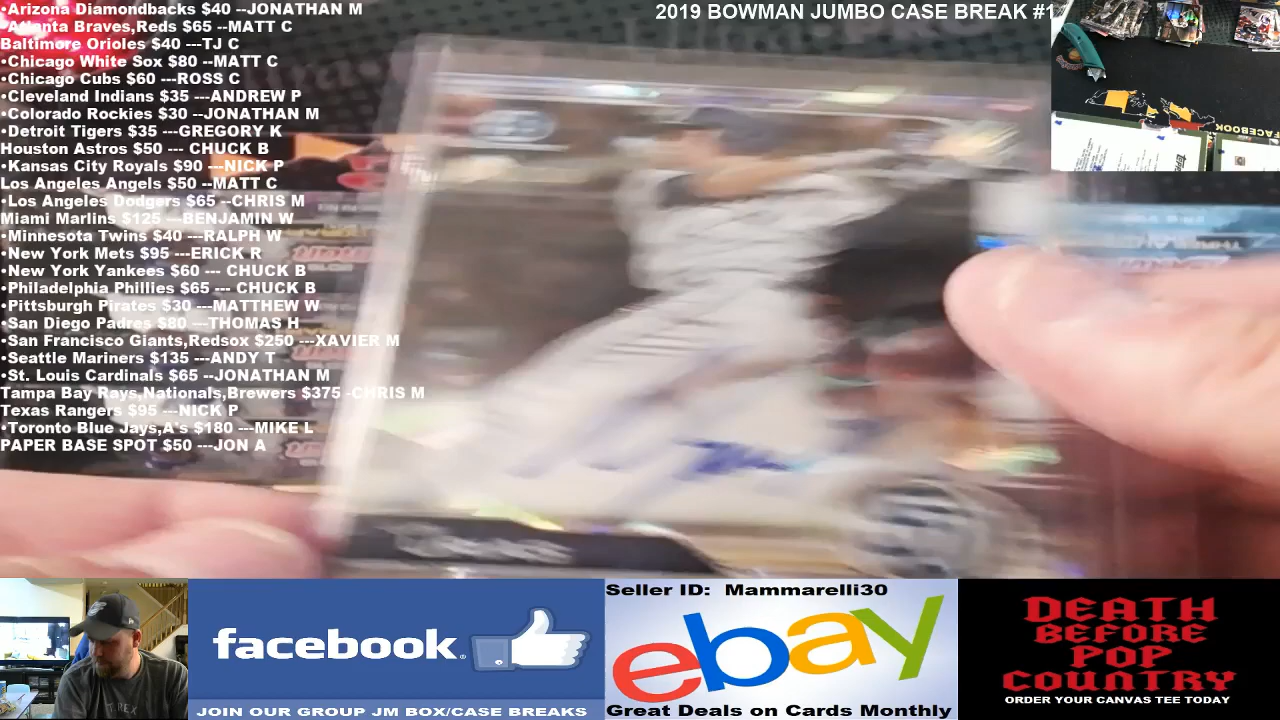 •Arizona Diamondbacks $40 --JONATHAN M
•Atlanta Braves,Reds $65 --MATT C
Baltimore Orioles $40 ---TJ C
•Chicago White Sox $80 --MATT C
•Chicago Cubs $60 ---ROSS C
•Cleveland Indians $35 ---ANDREW P
•Colorado Rockies $30 --JONATHAN M
•Detroit Tigers $35 ---GREGORY K
Houston Astros $50 --- CHUCK B
•Kansas City Royals $90 ---NICK P
Los Angeles Angels $50 --MATT C
•Los Angeles Dodgers $65 --CHRIS M
Miami Marlins $125 ---BENJAMIN W
•Minnesota Twins $40 ---RALPH W
•New York Mets $95 ---ERICK R
•New York Yankees $60 --- CHUCK B
•Philadelphia Phillies $65 --- CHUCK B
•Pittsburgh Pirates $30 ---MATTHEW W
•San Diego Padres $80 ---THOMAS H
•San Francisco Giants,Redsox $250 ---XAVIER M
•Seattle Mariners $135 ---ANDY T
•St. Louis Cardinals $65 --JONATHAN M
Tampa Bay Rays,Nationals,Brewers $375 -CHRIS M
Texas Rangers $95 ---NICK P
•Toronto Blue Jays,A's $180 ---MIKE L
PAPER BASE SPOT $50 ---JON A
2019 BOWMAN JUMBO CASE BREAK #1
FACEBOOK
facebook
JOIN OUR GROUP JM BOX/CASE BREAKS
Seller ID: Mammarelli30
ebay
Great Deals on Cards Monthly
DEATH
BEFORE
POP
COUNTRY
ORDER YOUR CANVAS TEE TODAY